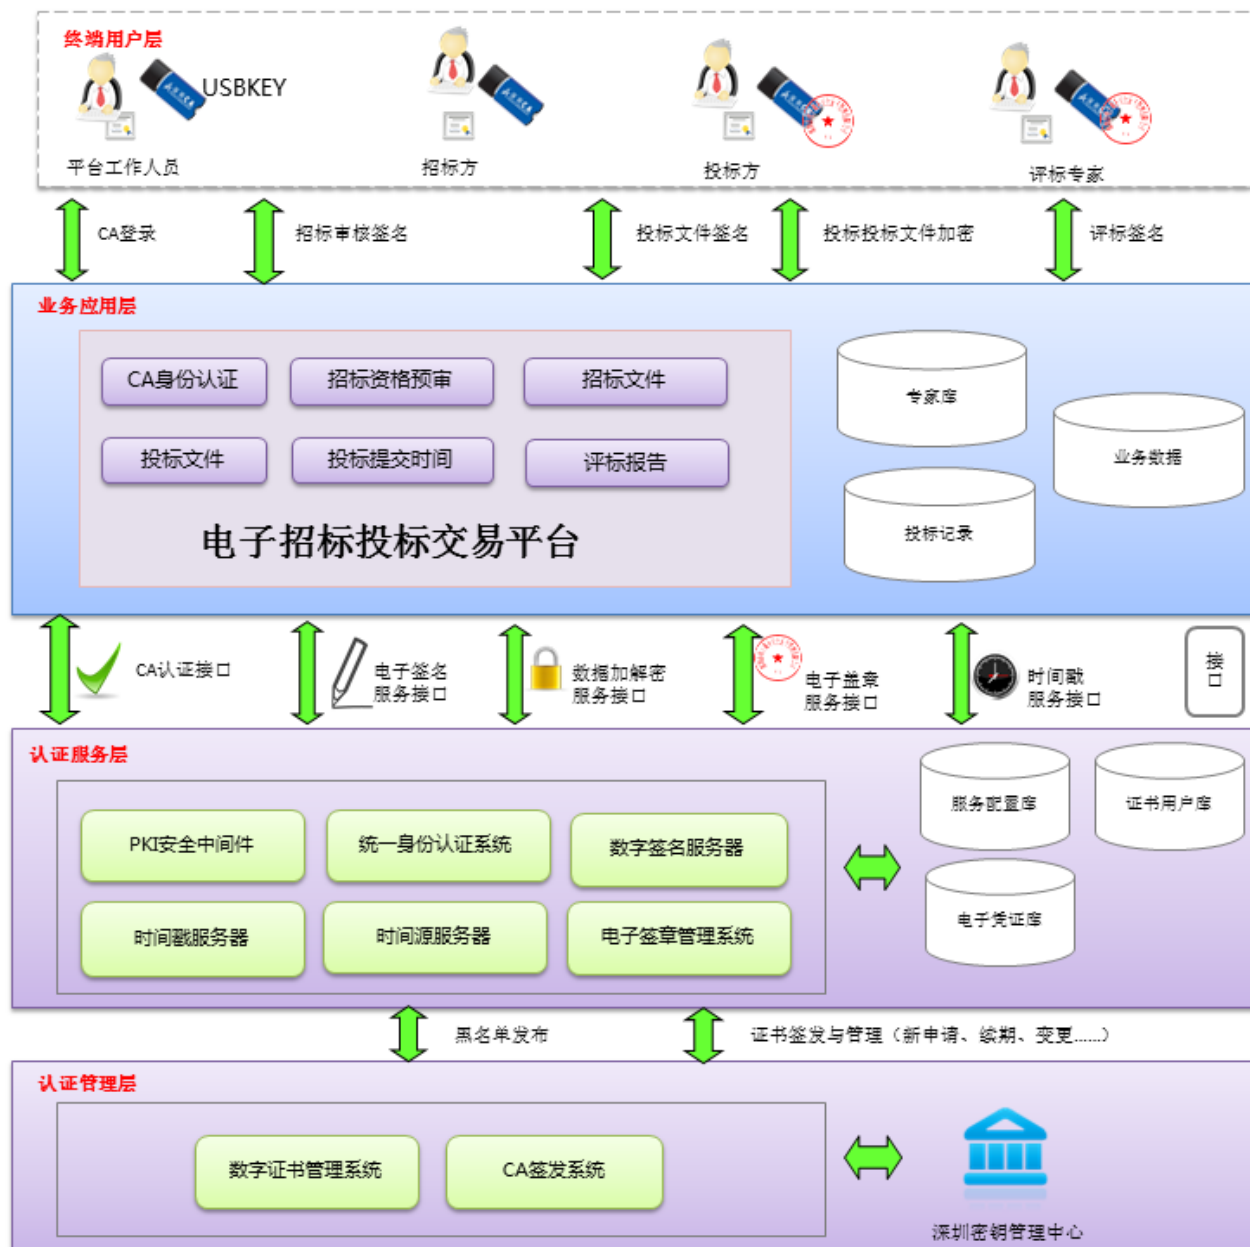 终端用户层
USBKEY
平台工作人员
招标方
投标方
评标专家
CA登录
招标审核签名
投标文件签名
投标投标文件加密
评标签名
业务应用层
CA身份认证
招标资格预审
招标文件
投标文件
投标提交时间
评标报告
电子招标投标交易平台
专家库
业务数据
投标记录
CA认证接口
电子签名
服务接口
数据加解密
服务接口
电子盖章
服务接口
时间戳
服务接口
接
口
认证服务层
PKI安全中间件
统一身份认证系统
数字签名服务器
时间戳服务器
时间源服务器
电子签章管理系统
服务配置库
证书用户库
电子凭证库
黑名单发布
证书签发与管理（新申请、续期、变更……）
认证管理层
数字证书管理系统
CA签发系统
深圳密钥管理中心